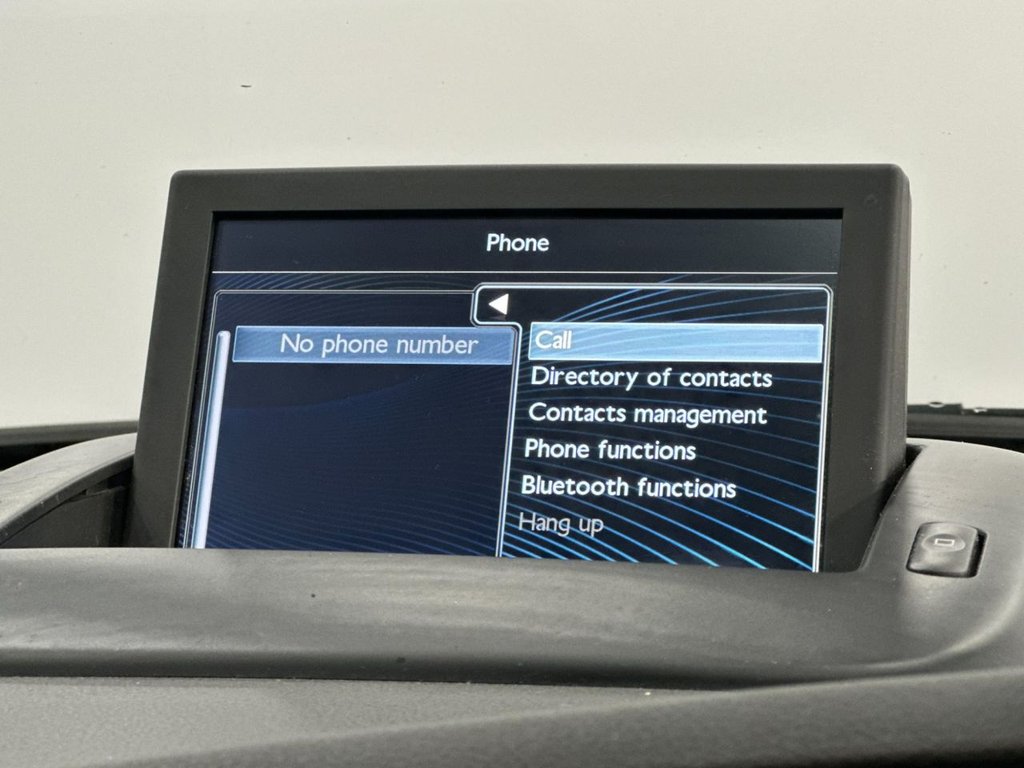 Phone
No phone number
Call
Directory of contacts
Contacts management
Phone functions
Bluetooth functions
Hang up